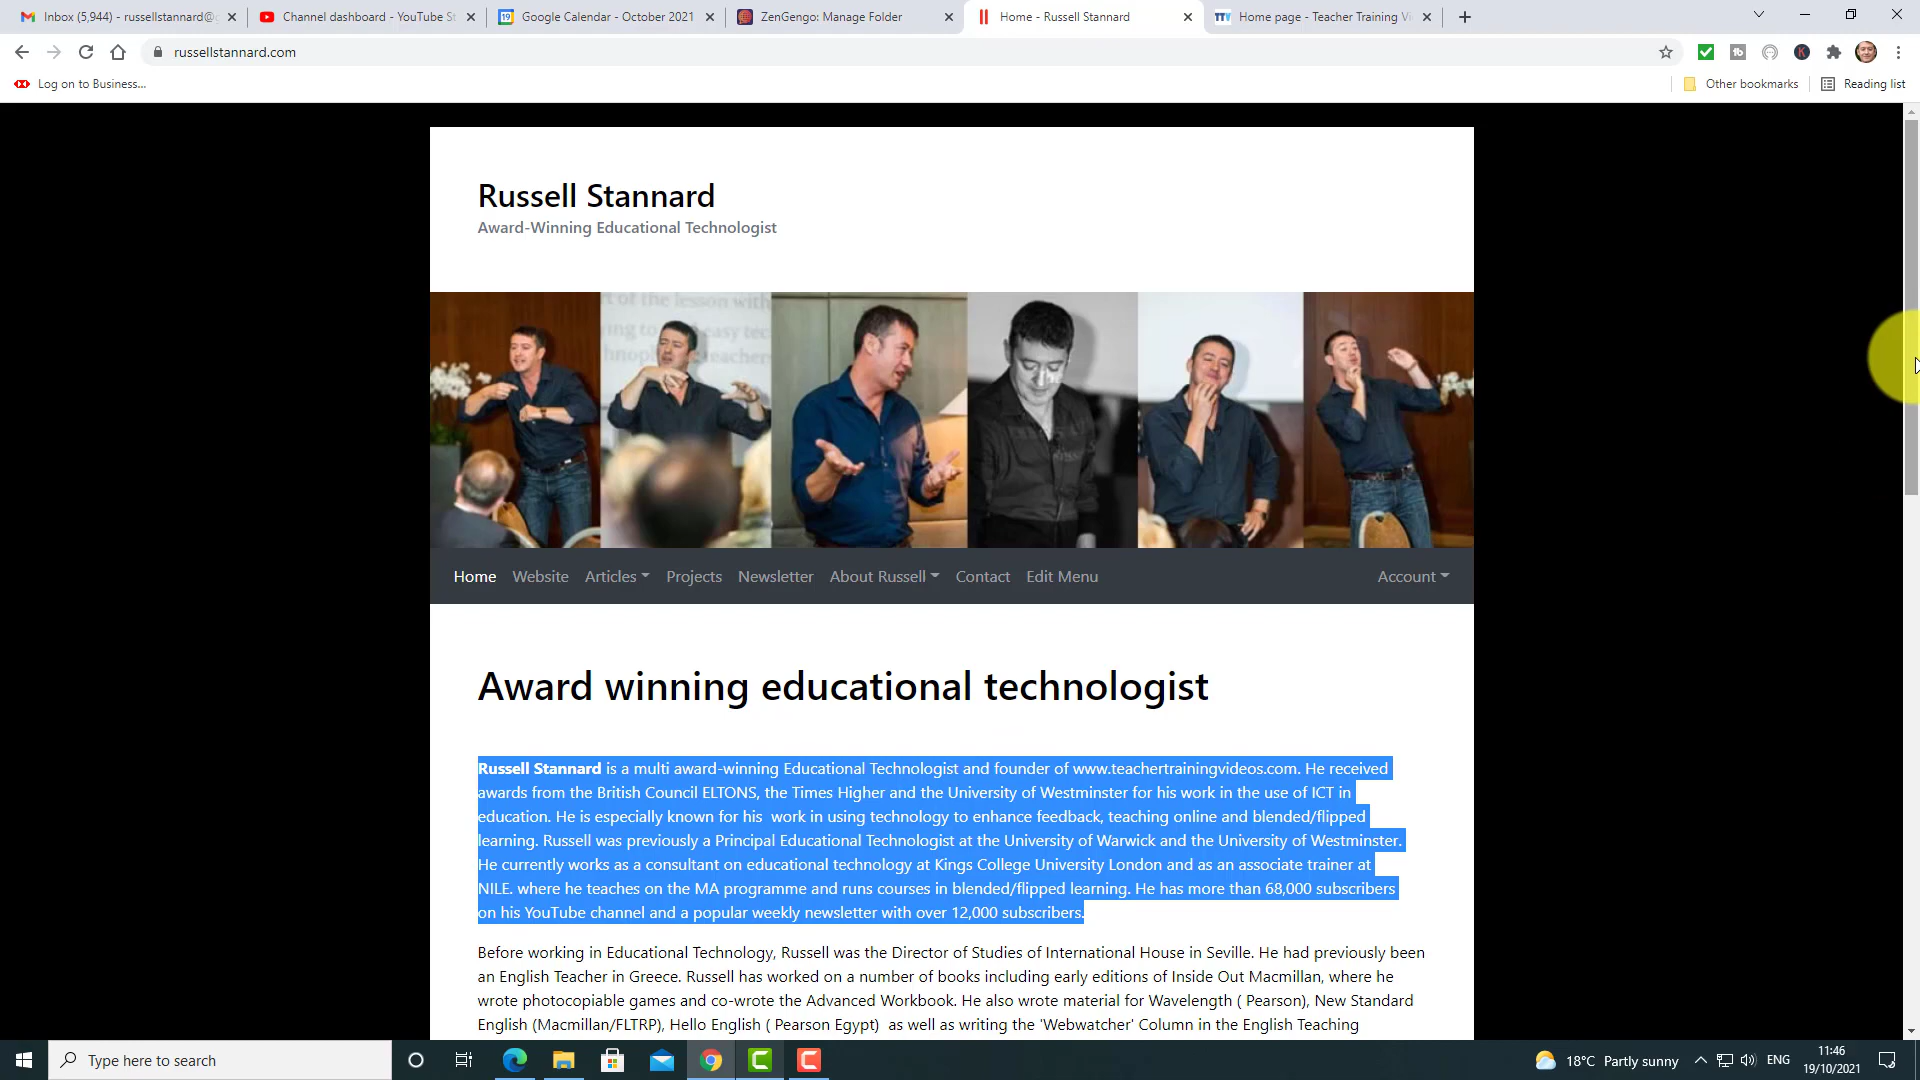 Inbox (5,944) - russellstannard@
Channel dashboard - YouTube St
Google Calendar - October 2021
ZenGengo: Manage Folder
Home - Russell Stannard
Home page - Teacher Training Vi
russellstannard.com
Log on to Business...
Other bookmarks
Reading list
Russell Stannard
Award-Winning Educational Technologist
Home Website Articles Projects Newsletter About Russell Contact Edit Menu Account
Award winning educational technologist
Russell Stannard is a multi award-winning Educational Technologist and founder of www.teachertrainingvideos.com. He received
awards from the British Council ELTONS, the Times Higher and the University of Westminster for his work in the use of ICT in
education. He is especially known for his  work in using technology to enhance feedback, teaching online and blended/flipped
learning. Russell was previously a Principal Educational Technologist at the University of Warwick and the University of Westminster.
He currently works as a consultant on educational technology at Kings College University London and as an associate trainer at
NILE. where he teaches on the MA programme and runs courses in blended/flipped learning. He has more than 68,000 subscribers
on his YouTube channel and a popular weekly newsletter with over 12,000 subscribers.
Before working in Educational Technology, Russell was the Director of Studies of International House in Seville. He had previously been
an English Teacher in Greece. Russell has worked on a number of books including early editions of Inside Out Macmillan, where he
wrote photocopiable games and co-wrote the Advanced Workbook. He also wrote material for Wavelength ( Pearson), New Standard
English (Macmillan/FLTRP), Hello English ( Pearson Egypt)  as well as writing the 'Webwatcher' Column in the English Teaching
Type here to search
18°C Partly sunny
ENG
11:46
19/10/2021